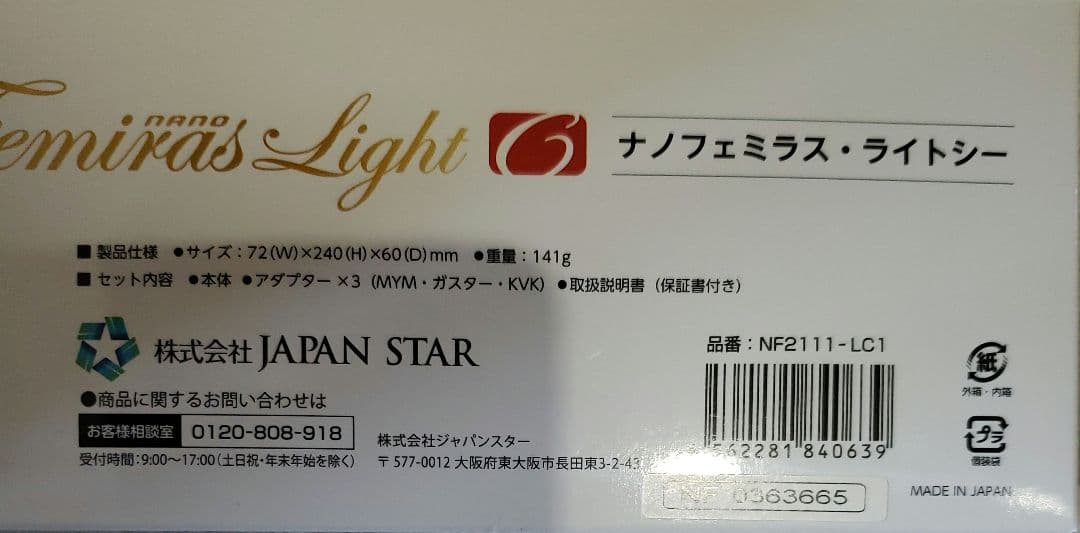 nano
Femiras Light
ナノフェミラス・ライトシー
■ 製品仕様 ●サイズ：72(W)×240(H)×60(D)mm ●重量：141g
■ セット内容 ●本体 ●アダプター×3（MYM・ガスター・KVK）●取扱説明書（保証書付き）
株式会社 JAPAN STAR
●商品に関するお問い合わせは
お客様相談室 0120-808-918
受付時間：9:00～17:00（土日祝・年末年始を除く）
株式会社ジャパンスター
〒577-0012 大阪府東大阪市長田東3-2-43
品番：NF2111-LC1
562281 840639
NF 0363665
紙
外箱・内箱
プラ
個装袋
MADE IN JAPAN